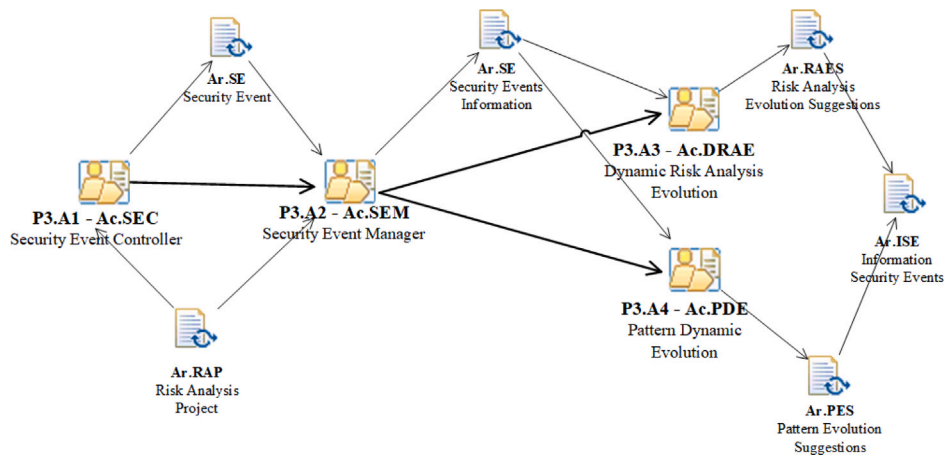 Ar.SE
Security Event
Ar.SE
Security Events
Information
Ar.RAES
Risk Analysis
Evolution Suggestions
P3.A1 - Ac.SEC
Security Event Controller
P3.A2 - Ac.SEM
Security Event Manager
P3.A3 - Ac.DRAE
Dynamic Risk Analysis
Evolution
Ar.ISE
Information
Security Events
P3.A4 - Ac.PDE
Pattern Dynamic
Evolution
Ar.RAP
Risk Analysis
Project
Ar.PES
Pattern Evolution
Suggestions